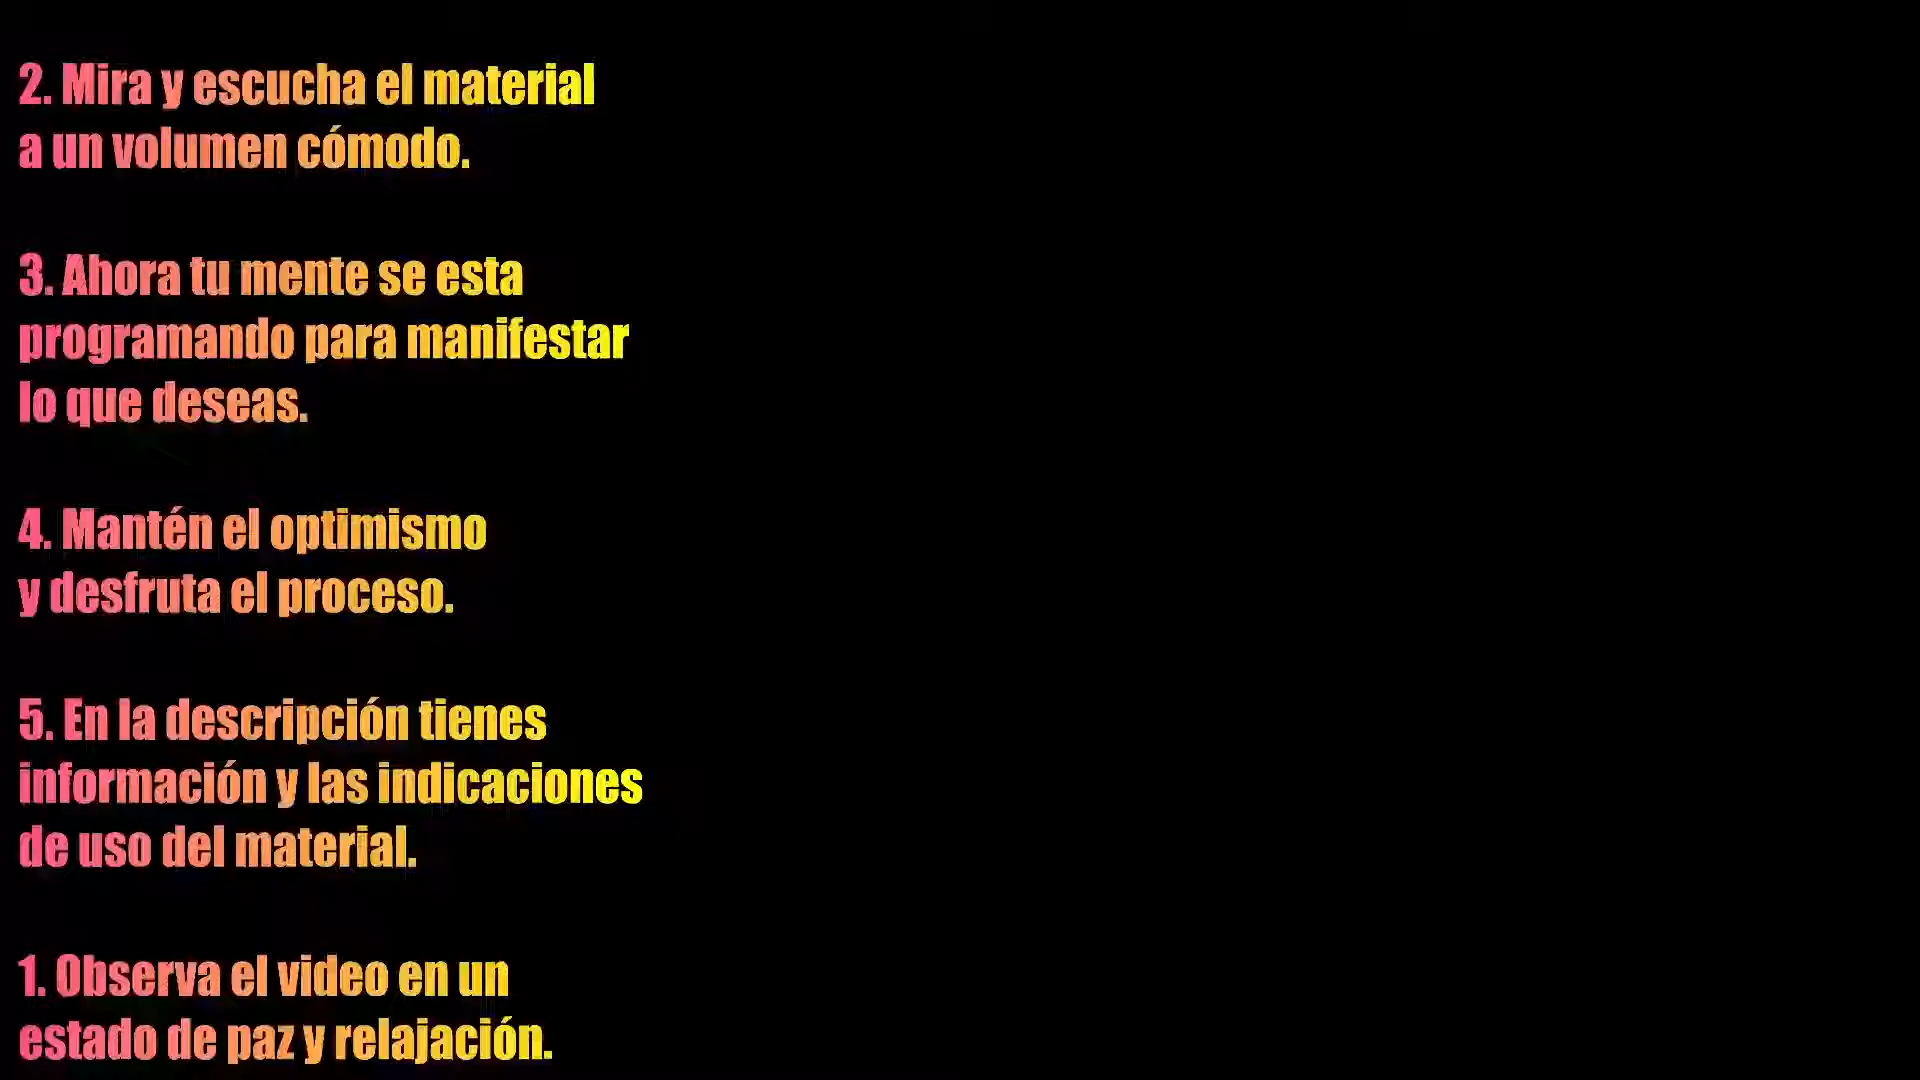 2. Mira y escucha el material
a un volumen cómodo.
3. Ahora tu mente se esta
programando para manifestar
lo que deseas.
4. Mantén el optimismo
y desfruta el proceso.
5. En la descripción tienes
información y las indicaciones
de uso del material.
1. Observa el video en un
estado de paz y relajación.